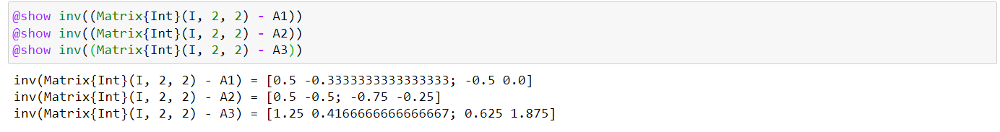 @show inv((Matrix{Int}(I, 2, 2) - A1))
@show inv((Matrix{Int}(I, 2, 2) - A2))
@show inv((Matrix{Int}(I, 2, 2) - A3))
inv(Matrix{Int}(I, 2, 2) - A1) = [0.5 -0.3333333333333333; -0.5 0.0]
inv(Matrix{Int}(I, 2, 2) - A2) = [0.5 -0.5; -0.75 -0.25]
inv(Matrix{Int}(I, 2, 2) - A3) = [1.25 0.4166666666666667; 0.625 1.875]